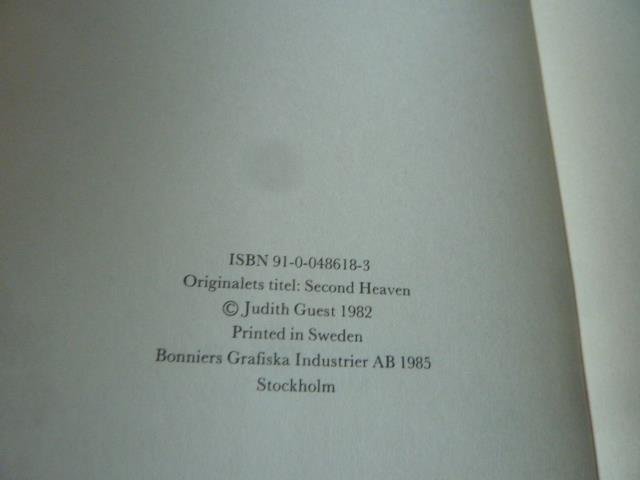 ISBN 91-0-048618-3
Originalets titel: Second Heaven
© Judith Guest 1982
Printed in Sweden
Bonniers Grafiska Industrier AB 1985
Stockholm